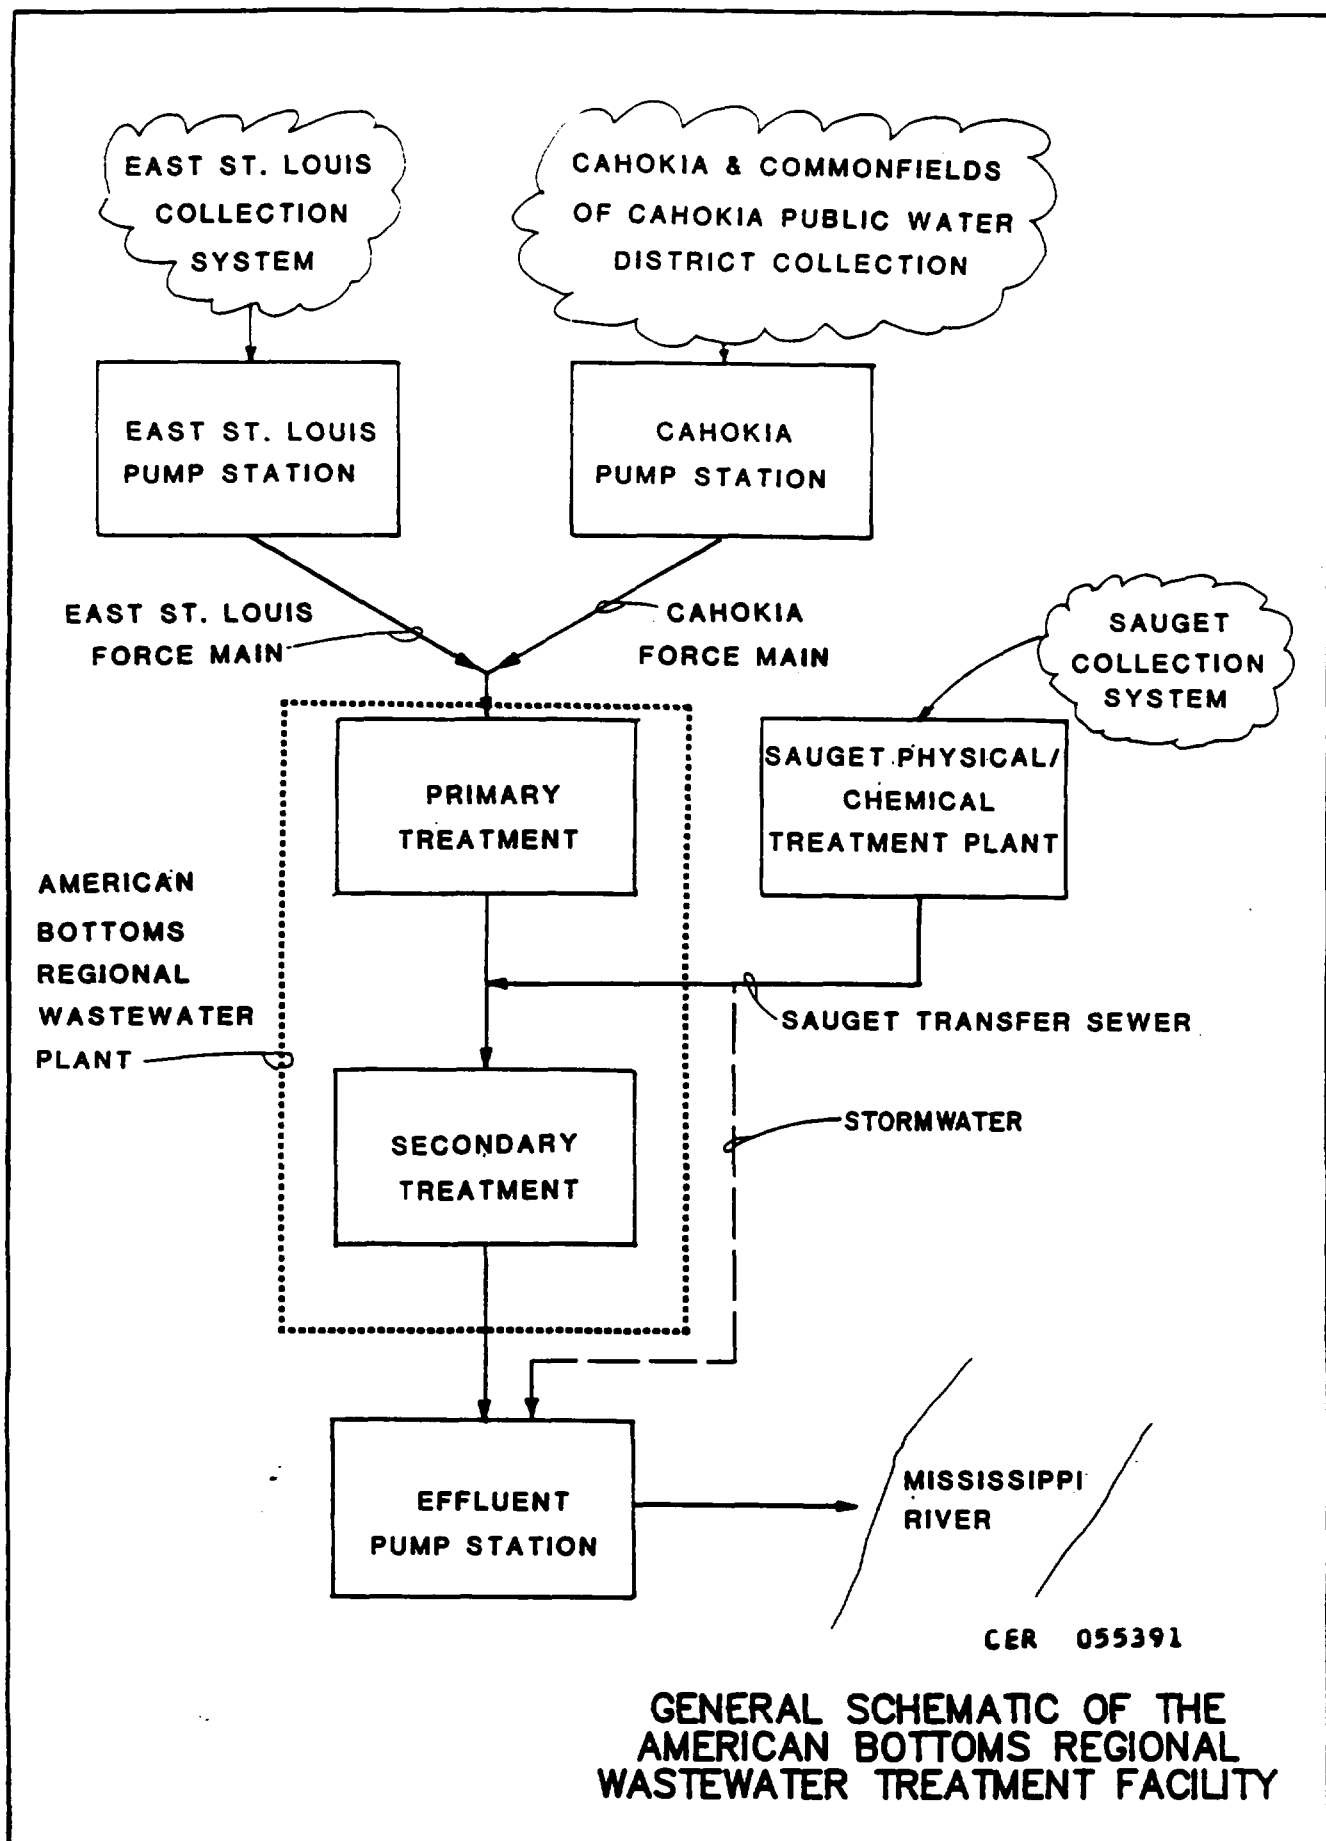 EAST ST. LOUIS
COLLECTION
SYSTEM
CAHOKIA & COMMONFIELDS
OF CAHOKIA PUBLIC WATER
DISTRICT COLLECTION
EAST ST. LOUIS
PUMP STATION
CAHOKIA
PUMP STATION
EAST ST. LOUIS
FORCE MAIN
CAHOKIA
FORCE MAIN
SAUGET
COLLECTION
SYSTEM
PRIMARY
TREATMENT
SAUGET PHYSICAL/
CHEMICAL
TREATMENT PLANT
AMERICAN
BOTTOMS
REGIONAL
WASTEWATER
PLANT
SAUGET TRANSFER SEWER
STORMWATER
SECONDARY
TREATMENT
EFFLUENT
PUMP STATION
MISSISSIPPI
RIVER
CER 055391
GENERAL SCHEMATIC OF THE
AMERICAN BOTTOMS REGIONAL
WASTEWATER TREATMENT FACILITY